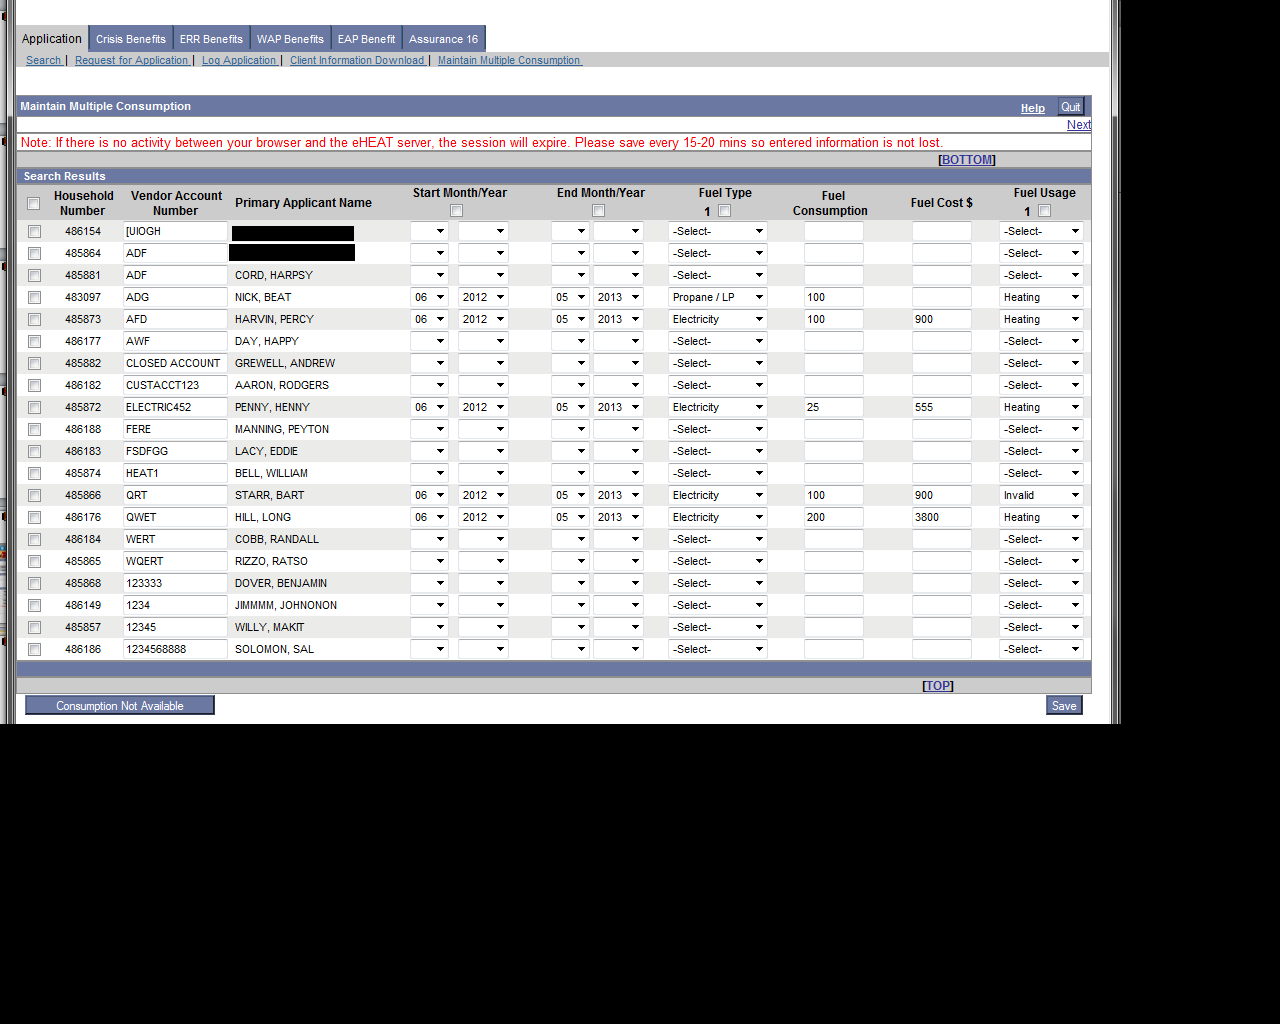 Application Crisis Benefits ERR Benefits WAP Benefits EAP Benefit Assurance 16
Search | Request for Application | Log Application | Client Information Download | Maintain Multiple Consumption
Maintain Multiple Consumption Help Quit
Next
Note: If there is no activity between your browser and the eHEAT server, the session will expire. Please save every 15-20 mins so entered information is not lost.
[BOTTOM]
Search Results
Household Number Vendor Account Number Primary Applicant Name Start Month/Year End Month/Year Fuel Type 1 Fuel Consumption Fuel Cost $ Fuel Usage 1
486154 [UIOGH -Select- -Select-
485864 ADF -Select- -Select-
485881 ADF CORD, HARPSY -Select- -Select-
483097 ADG NICK, BEAT 06 2012 05 2013 Propane / LP 100 Heating
485873 AFD HARVIN, PERCY 06 2012 05 2013 Electricity 100 900 Heating
486177 AWF DAY, HAPPY -Select- -Select-
485882 CLOSED ACCOUNT GREWELL, ANDREW -Select- -Select-
486182 CUSTACCT123 AARON, RODGERS -Select- -Select-
485872 ELECTRIC452 PENNY, HENNY 06 2012 05 2013 Electricity 25 555 Heating
486188 FERE MANNING, PEYTON -Select- -Select-
486183 FSDFGG LACY, EDDIE -Select- -Select-
485874 HEAT1 BELL, WILLIAM -Select- -Select-
485866 QRT STARR, BART 06 2012 05 2013 Electricity 100 900 Invalid
486176 QWET HILL, LONG 06 2012 05 2013 Electricity 200 3800 Heating
486184 WERT COBB, RANDALL -Select- -Select-
485865 WQERT RIZZO, RATSO -Select- -Select-
485868 123333 DOVER, BENJAMIN -Select- -Select-
486149 1234 JIMMMM, JOHNONON -Select- -Select-
485857 12345 WILLY, MAKIT -Select- -Select-
486186 1234568888 SOLOMON, SAL -Select- -Select-
[TOP]
Consumption Not Available Save